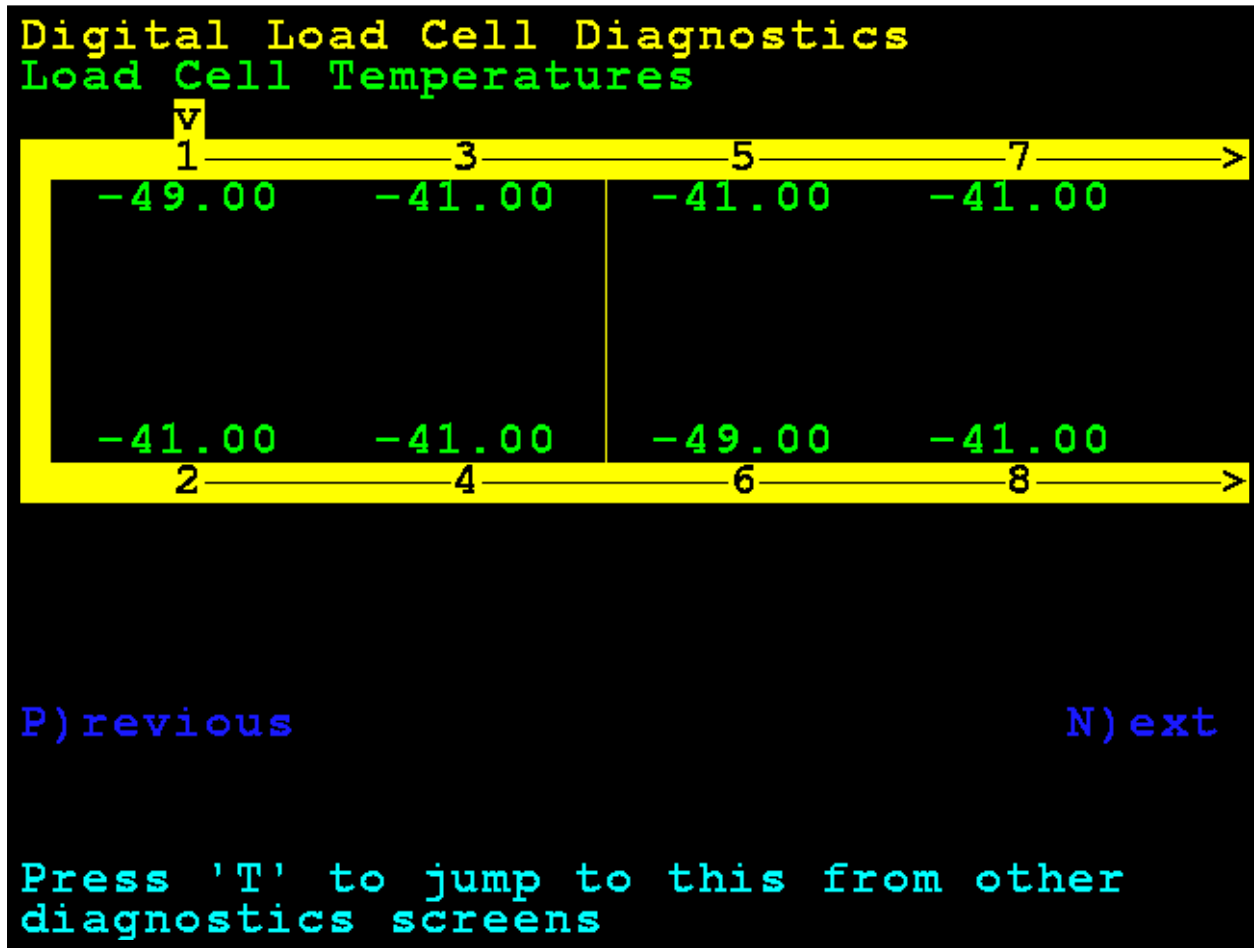 Digital Load Cell Diagnostics
Load Cell Temperatures
v
1 3 5 7 >
-49.00 -41.00 -41.00 -41.00
-41.00 -41.00 -49.00 -41.00
2 4 6 8 >
P)revious N)ext
Press 'T' to jump to this from other
diagnostics screens